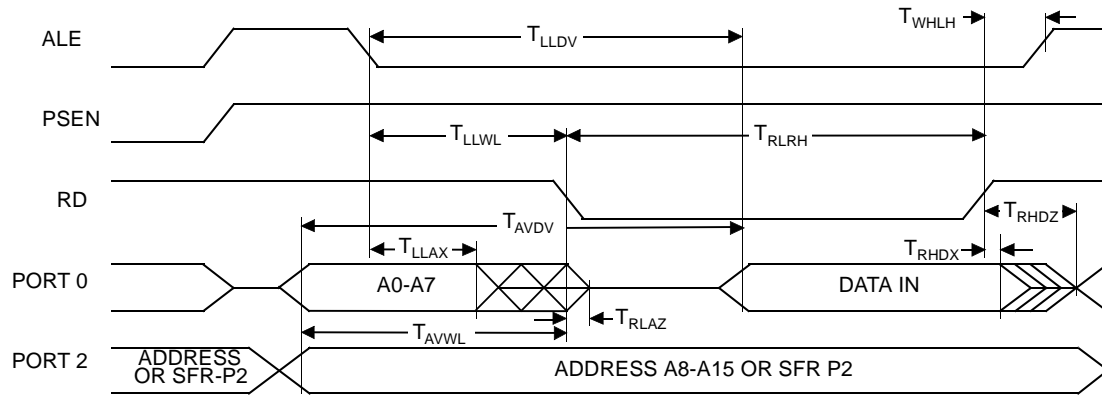 T_WHLH
ALE
T_LLDV
PSEN
T_LLWL
T_RLRH
RD
T_AVDV
T_RHDZ
T_LLAX
T_RHDX
PORT 0
A0-A7
DATA IN
T_RLAZ
T_AVWL
PORT 2
ADDRESS
OR SFR-P2
ADDRESS A8-A15 OR SFR P2